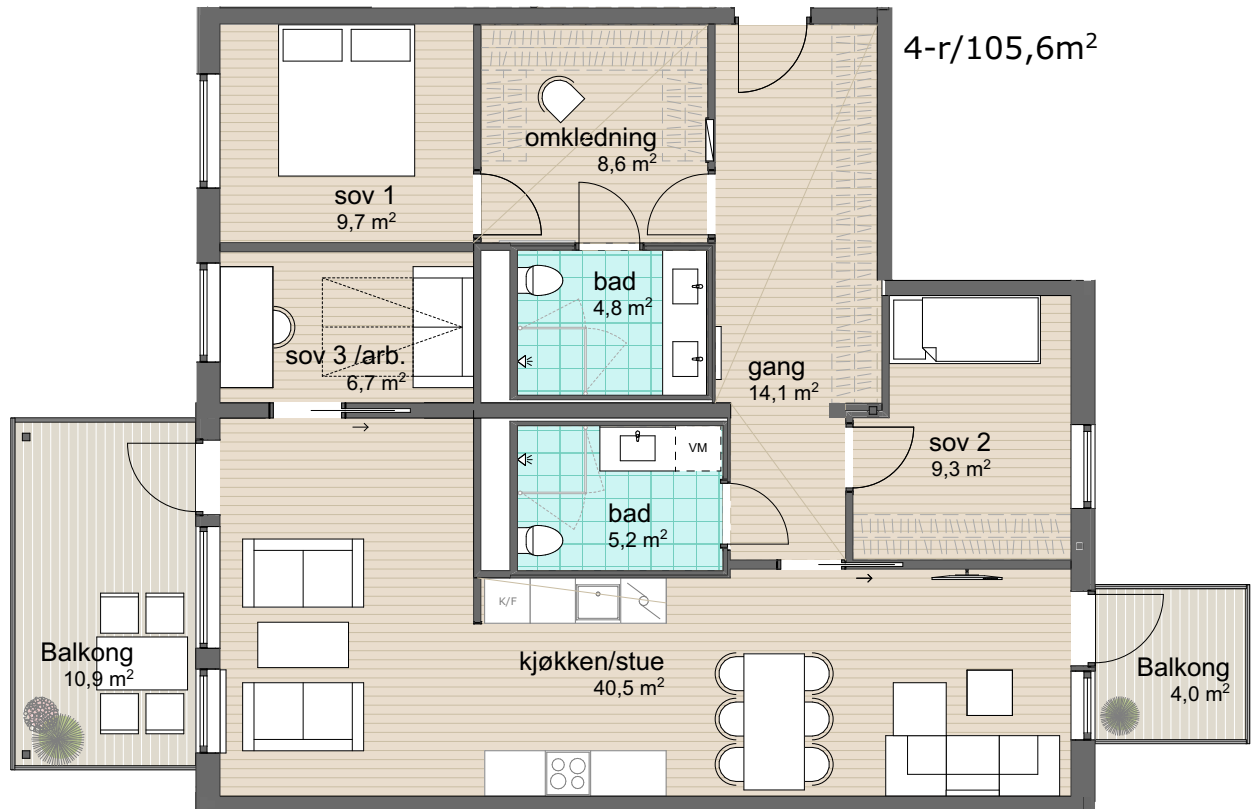 4-r/105,6m²
omkledning
8,6 m²
sov 1
9,7 m²
bad
4,8 m²
sov 3 /arb.
6,7 m²
gang
14,1 m²
sov 2
9,3 m²
VM
bad
5,2 m²
K/F
Balkong
10,9 m²
kjøkken/stue
40,5 m²
Balkong
4,0 m²